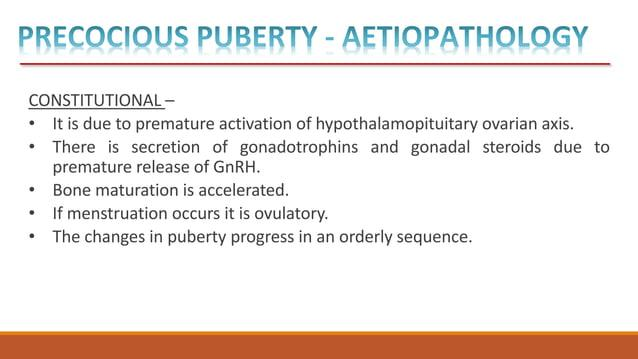 PRECOCIOUS PUBERTY - AETIOPATHOLOGY
CONSTITUTIONAL –
• It is due to premature activation of hypothalamopituitary ovarian axis.
• There is secretion of gonadotrophins and gonadal steroids due to
premature release of GnRH.
• Bone maturation is accelerated.
• If menstruation occurs it is ovulatory.
• The changes in puberty progress in an orderly sequence.